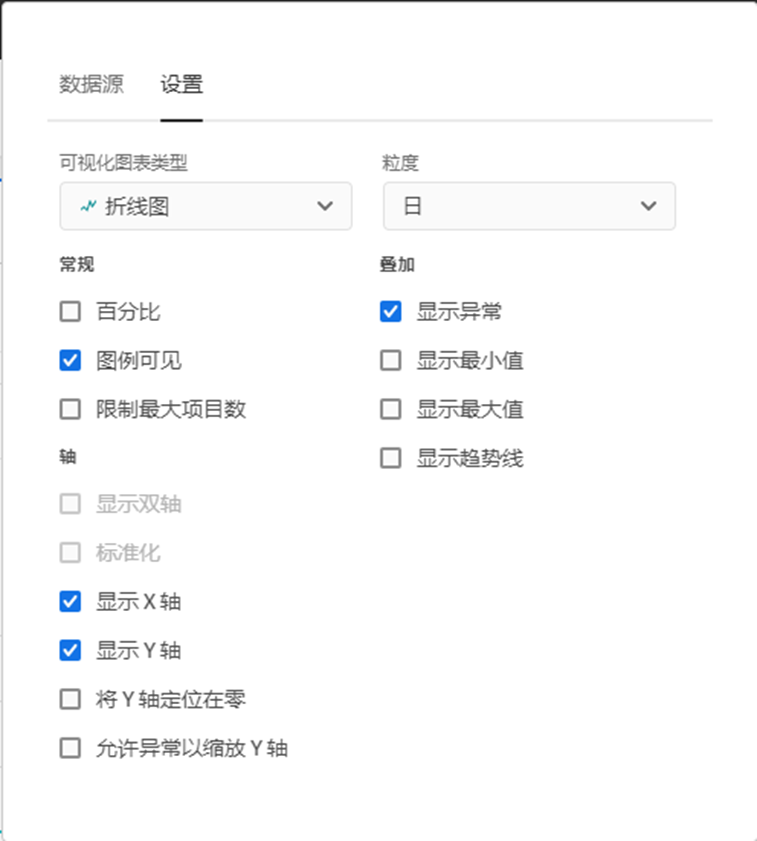 数据源 设置
可视化图表类型 粒度
折线图 日
常规 叠加
百分比 显示异常
图例可见 显示最小值
限制最大项目数 显示最大值
轴 显示趋势线
显示双轴
标准化
显示 X 轴
显示 Y 轴
将 Y 轴定位在零
允许异常以缩放 Y 轴